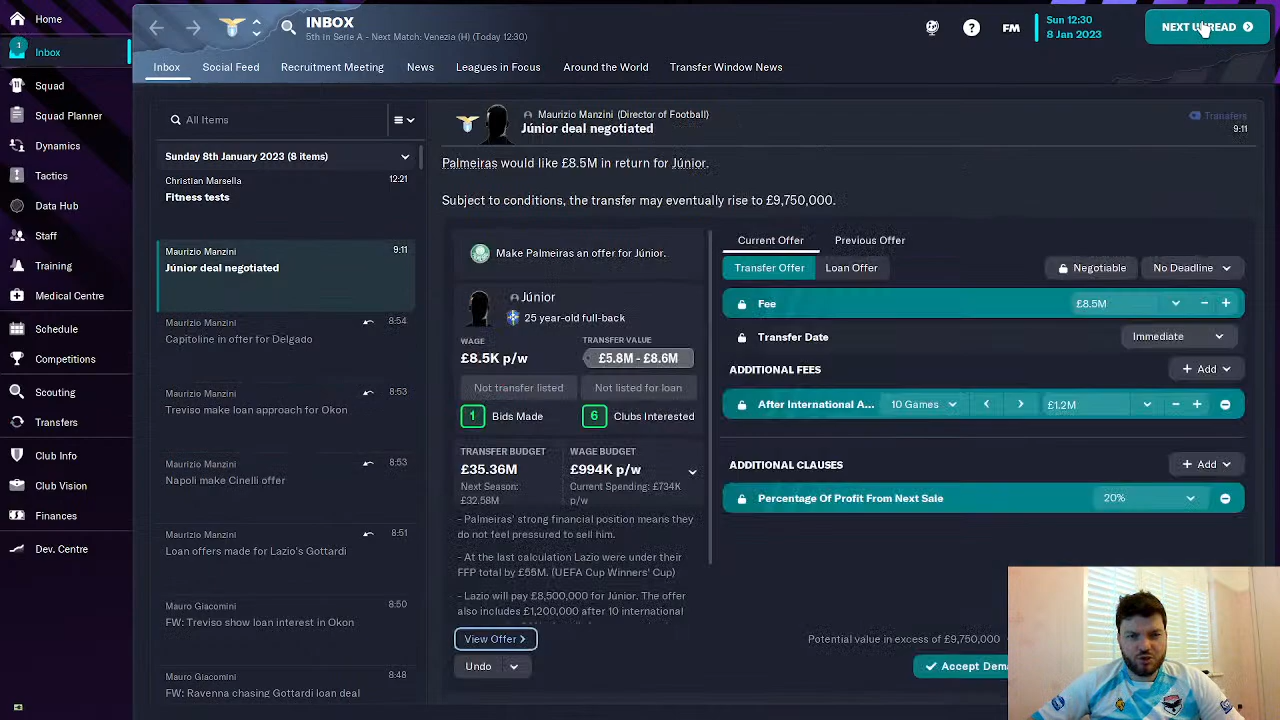 Home
INBOX
5th In Serie A - Next Match: Venezia (H) (Today 12:30)
FM
Sun 12:30
8 Jan 2023
NEXT UNREAD
1
Inbox
Squad
Squad Planner
Dynamics
Tactics
Data Hub
Staff
Training
Medical Centre
Schedule
Competitions
Scouting
Transfers
Club Info
Club Vision
Finances
Dev. Centre
Inbox
Social Feed
Recruitment Meeting
News
Leagues in Focus
Around the World
Transfer Window News
All Items
Sunday 8th January 2023 (8 items)
Christian Marsella 12:21
Fitness tests
Maurizio Manzini 9:11
Júnior deal negotiated
Maurizio Manzini 8:54
Capitoline in offer for Delgado
Maurizio Manzini 8:53
Treviso make loan approach for Okon
Maurizio Manzini 8:53
Napoli make Cinelli offer
Maurizio Manzini 8:51
Loan offers made for Lazio's Gottardi
Mauro Giacomini 8:50
FW: Treviso show loan interest in Okon
Mauro Giacomini 8:48
FW: Ravenna chasing Gottardi loan deal
Maurizio Manzini (Director of Football)
Júnior deal negotiated
Transfers
9:11
Palmeiras would like £8.5M in return for Júnior.
Subject to conditions, the transfer may eventually rise to £9,750,000.
Make Palmeiras an offer for Júnior.
Júnior
25 year-old full-back
WAGE
£8.5K p/w
TRANSFER VALUE
£5.8M - £8.6M
Not transfer listed
Not listed for loan
1 Bids Made
6 Clubs Interested
TRANSFER BUDGET
£35.36M
Next Season:
£32.58M
WAGE BUDGET
£994K p/w
Current Spending: £734K
p/w
- Palmeiras' strong financial position means they
do not feel pressured to sell him.
- At the last calculation Lazio were under their
FFP total by £55M. (UEFA Cup Winners' Cup)
- Lazio will pay £8,500,000 for Júnior. The offer
also includes £1,200,000 after 10 international
View Offer
Undo
Current Offer
Previous Offer
Transfer Offer
Loan Offer
Negotiable
No Deadline
Fee £8.5M
Transfer Date Immediate
ADDITIONAL FEES
Add
After International A... 10 Games £1.2M
ADDITIONAL CLAUSES
Add
Percentage Of Profit From Next Sale 20%
Potential value in excess of £9,750,000
Accept Dema